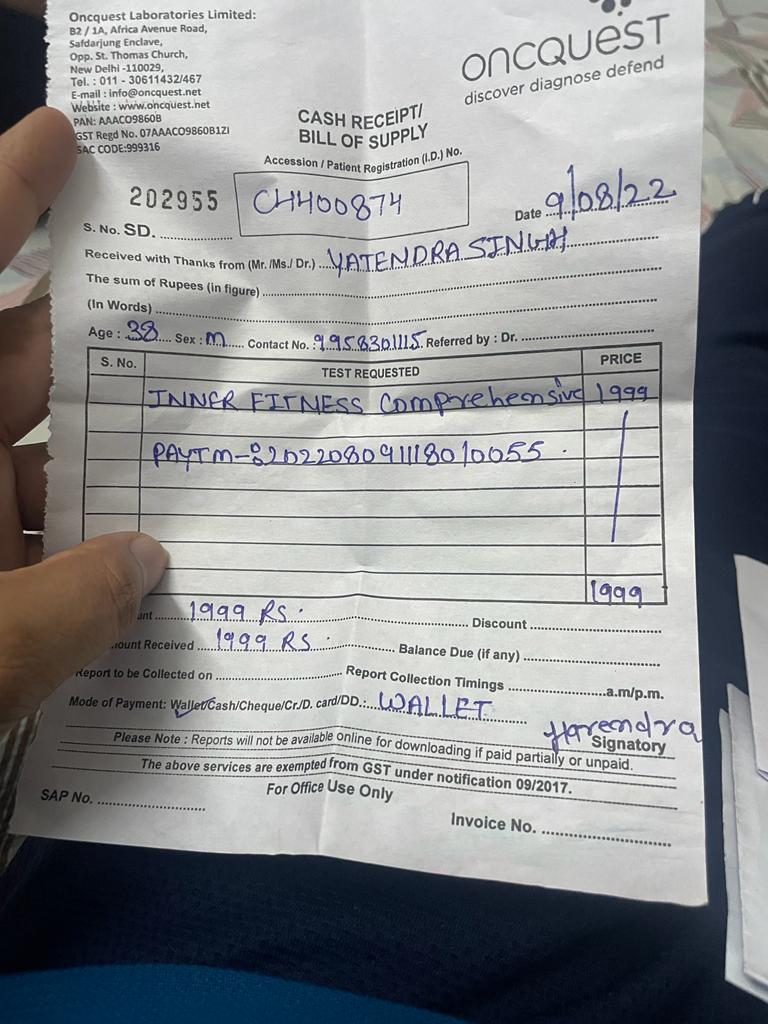 Oncquest Laboratories Limited:
B2 / 1A, Africa Avenue Road,
Safdarjung Enclave,
Opp. St. Thomas Church,
New Delhi -110029,
Tel. : 011 - 30611432/467
E-mail : info@oncquest.net
Website : www.oncquest.net
PAN: AAACO9860B
GST Regd No. 07AAACO9860B1ZI
SAC CODE:999316
oncquest
discover diagnose defend
CASH RECEIPT/
BILL OF SUPPLY
Accession / Patient Registration (I.D.) No.
202955 CH400874
S. No. SD. Date 9/08/22
Received with Thanks from (Mr. /Ms./ Dr.) YATENDRA SINGH
The sum of Rupees (in figure)
(In Words)
Age : 38 Sex : M Contact No. : 9958301115 Referred by : Dr.
S. No. TEST REQUESTED PRICE
INNER FITNESS Comprehensive 1999
PAYTM-
1999
unt 1999 RS. Discount
mount Received 1999 RS. Balance Due (if any)
Report to be Collected on Report Collection Timings a.m/p.m.
Mode of Payment: Wallet/Cash/Cheque/Cr./D. card/DD.: WALLET
Harendra
Signatory
Please Note : Reports will not be available online for downloading if paid partially or unpaid.
The above services are exempted from GST under notification 09/2017.
For Office Use Only
SAP No. Invoice No.